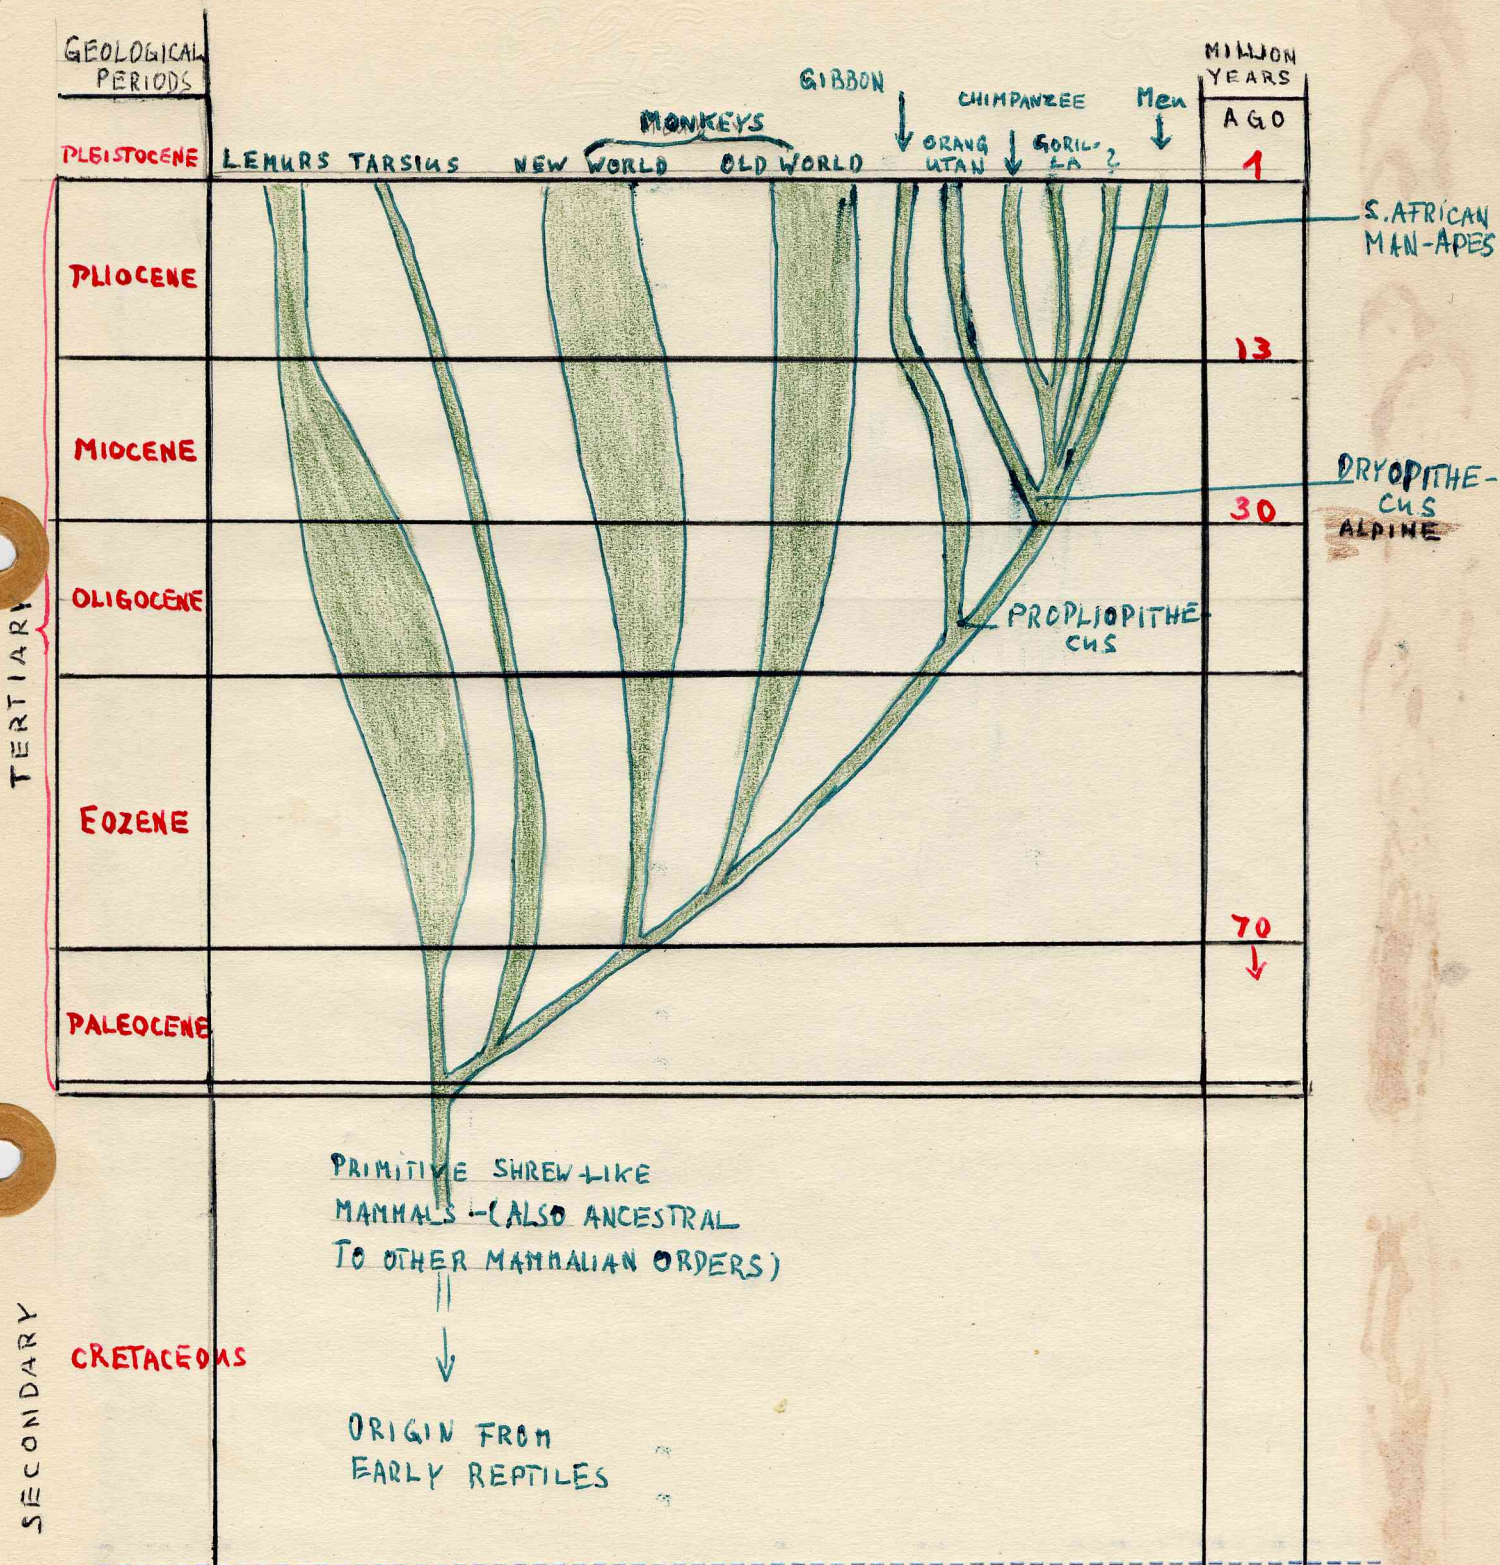 GEOLOGICAL
PERIODS
MILLION
YEARS
AGO
GIBBON
CHIMPANZEE
Men
MONKEYS
ORANG
UTAN
GORIL-
LA
?
PLEISTOCENE
LEMURS TARSIUS NEW WORLD OLD WORLD
1
S. AFRICAN
MAN-APES
PLIOCENE
13
MIOCENE
DRYOPITHE-
CUS
ALPINE
30
OLIGOCENE
PROPLIOPITHE
CUS
TERTIARY
EOZENE
70
PALEOCENE
PRIMITIVE SHREW-LIKE
MAMMALS -(ALSO ANCESTRAL
TO OTHER MAMMALIAN ORDERS)
CRETACEOUS
SECONDARY
ORIGIN FROM
EARLY REPTILES